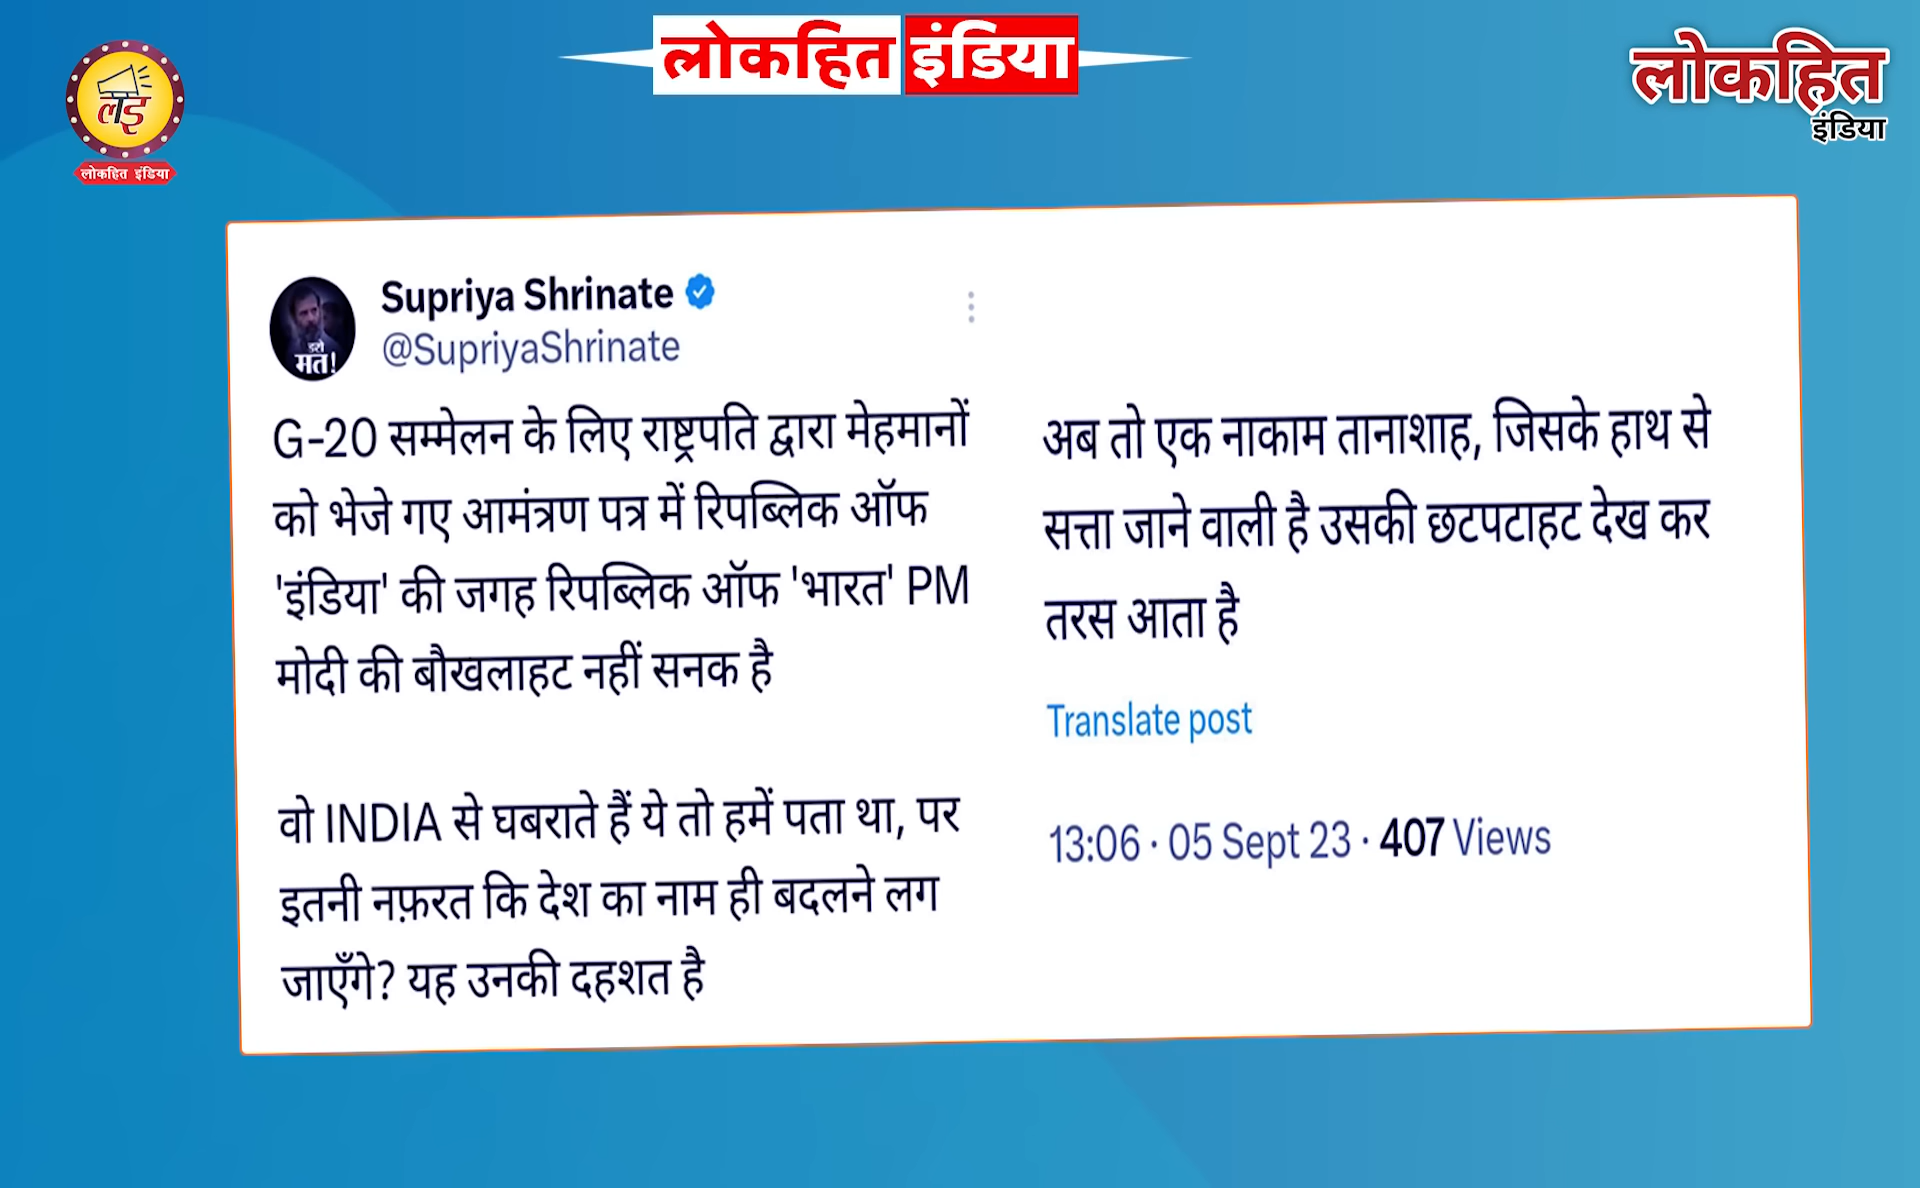 लोकहित इंडिया
लोकहित
इंडिया
लइ
लोकहित इंडिया
Supriya Shrinate
@SupriyaShrinate
डरो
मत!
G-20 सम्मेलन के लिए राष्ट्रपति द्वारा मेहमानों
को भेजे गए आमंत्रण पत्र में रिपब्लिक ऑफ
'इंडिया' की जगह रिपब्लिक ऑफ 'भारत' PM
मोदी की बौखलाहट नहीं सनक है
वो INDIA से घबराते हैं ये तो हमें पता था, पर
इतनी नफ़रत कि देश का नाम ही बदलने लग
जाएँगे? यह उनकी दहशत है
अब तो एक नाकाम तानाशाह, जिसके हाथ से
सत्ता जाने वाली है उसकी छटपटाहट देख कर
तरस आता है
Translate post
13:06 · 05 Sept 23 · 407 Views